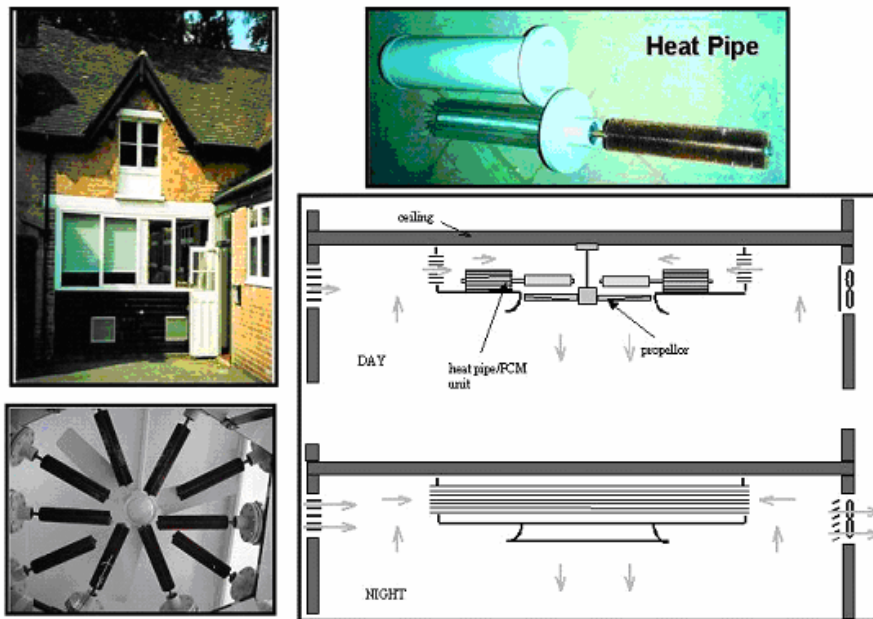 Heat Pipe
ceiling
propellor
heat pipe/PCM
unit
DAY
NIGHT